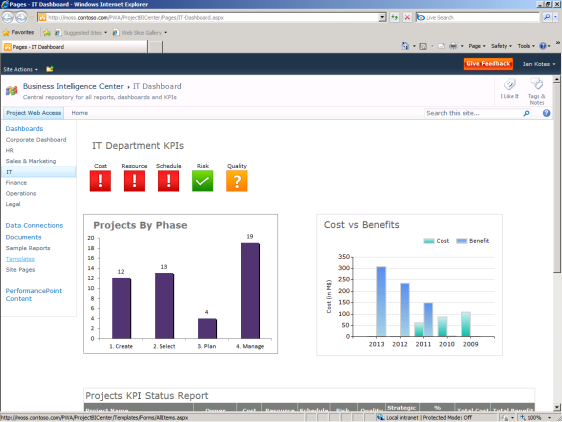 Pages - IT Dashboard - Windows Internet Explorer
http://moss.contoso.com/PWA/ProjectBICenter/Pages/IT-Dashboard.aspx
Live Search
Favorites
Suggested Sites
Web Slice Gallery
Pages - IT Dashboard
Page
Safety
Tools
Give Feedback
Jan Kotas
Site Actions
Business Intelligence Center
IT Dashboard
Central repository for all reports, dashboards and KPIs
I Like It
Tags &
Notes
Project Web Access
Home
Search this site...
Dashboards
Corporate Dashboard
HR
Sales & Marketing
IT
Finance
Operations
Legal
Data Connections
Documents
Sample Reports
Templates
Site Pages
PerformancePoint
Content
IT Department KPIs
Cost Resource Schedule Risk Quality
Projects By Phase
20
18
16
14
12
10
8
6
4
2
0
12
13
4
19
1. Create 2. Select 3. Plan 4. Manage
Cost vs Benefits
Cost Benefit
Cost (in M$)
350
300
250
200
150
100
50
0
2013 2012 2011 2010 2009
Projects KPI Status Report
Project Name Owner Cost Resource Schedule Risk Quality Strategic % Total Cost Total Benefit
http://moss.contoso.com/PWA/ProjectBICenter/Templates/Forms/AllItems.aspx
Local intranet | Protected Mode: Off
100%